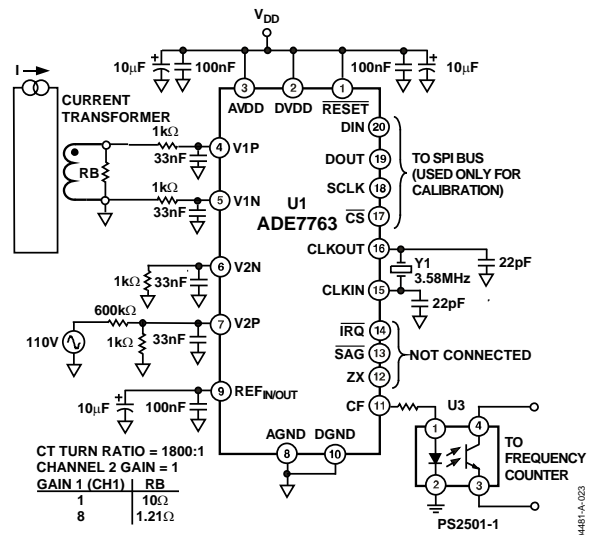 VDD
10µF
100nF
100nF
10µF
3
2
1
AVDD
DVDD
RESET
I
CURRENT
TRANSFORMER
RB
1kΩ
33nF
4
V1P
1kΩ
33nF
5
V1N
U1
ADE7763
DIN
20
DOUT
19
SCLK
18
CS
17
TO SPI BUS
(USED ONLY FOR
CALIBRATION)
CLKOUT
16
Y1
3.58MHz
22pF
CLKIN
15
22pF
1kΩ
33nF
6
V2N
600kΩ
110V
1kΩ
33nF
7
V2P
IRQ
14
SAG
13
ZX
12
NOT CONNECTED
10µF
100nF
9
REFIN/OUT
CF
11
U3
1
4
2
3
TO
FREQUENCY
COUNTER
PS2501-1
AGND
DGND
8
10
CT TURN RATIO = 1800:1
CHANNEL 2 GAIN = 1
GAIN 1 (CH1) RB
1 10Ω
8 1.21Ω
04481-A-023